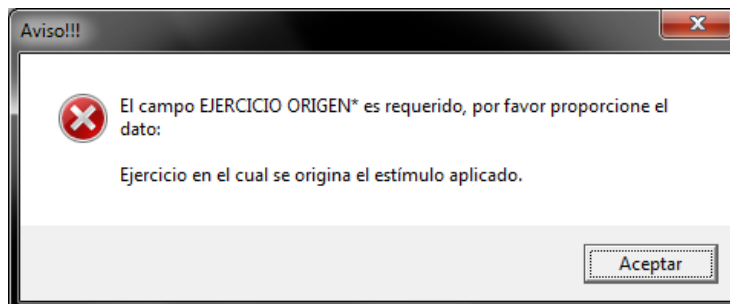 Aviso!!!
El campo EJERCICIO ORIGEN* es requerido, por favor proporcione el
dato:
Ejercicio en el cual se origina el estímulo aplicado.
Aceptar